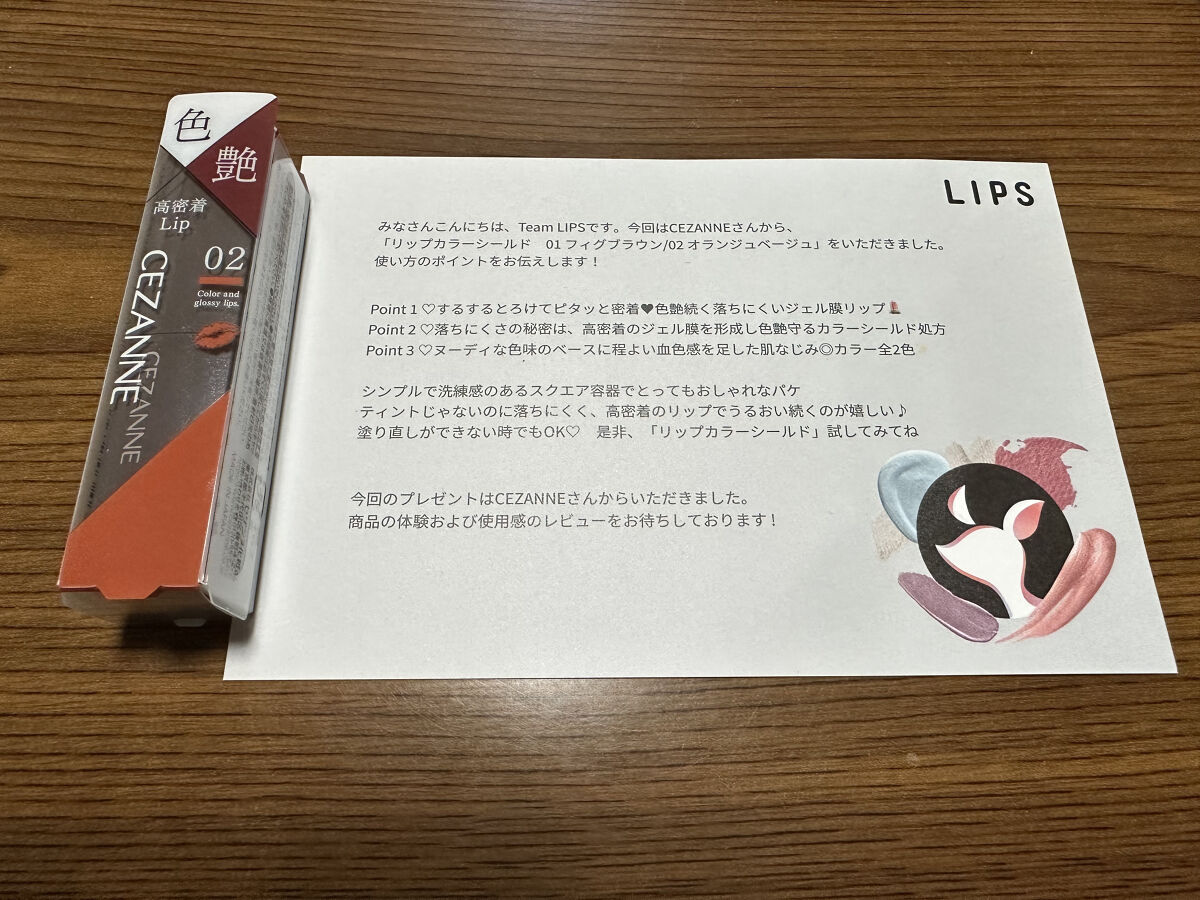 色
艶
高密着
Lip
02
Color and
glossy lips.
CEZANNE
CEZANNE
LIPS
みなさんこんにちは、Team LIPSです。今回はCEZANNEさんから、
「リップカラーシールド　01 フィグブラウン/02 オランジュベージュ」をいただきました。
使い方のポイントをお伝えします！
Point 1 ♡するするとろけてピタッと密着♥色艶続く落ちにくいジェル膜リップ💄
Point 2 ♡落ちにくさの秘密は、高密着のジェル膜を形成し色艶守るカラーシールド処方
Point 3 ♡ヌーディな色味のベースに程よい血色感を足した肌なじみ◎カラー全2色
シンプルで洗練感のあるスクエア容器でとってもおしゃれなパケ
ティントじゃないのに落ちにくく、高密着のリップでうるおい続くのが嬉しい♪
塗り直しができない時でもOK♡　是非、「リップカラーシールド」試してみてね
今回のプレゼントはCEZANNEさんからいただきました。
商品の体験および使用感のレビューをお待ちしております！